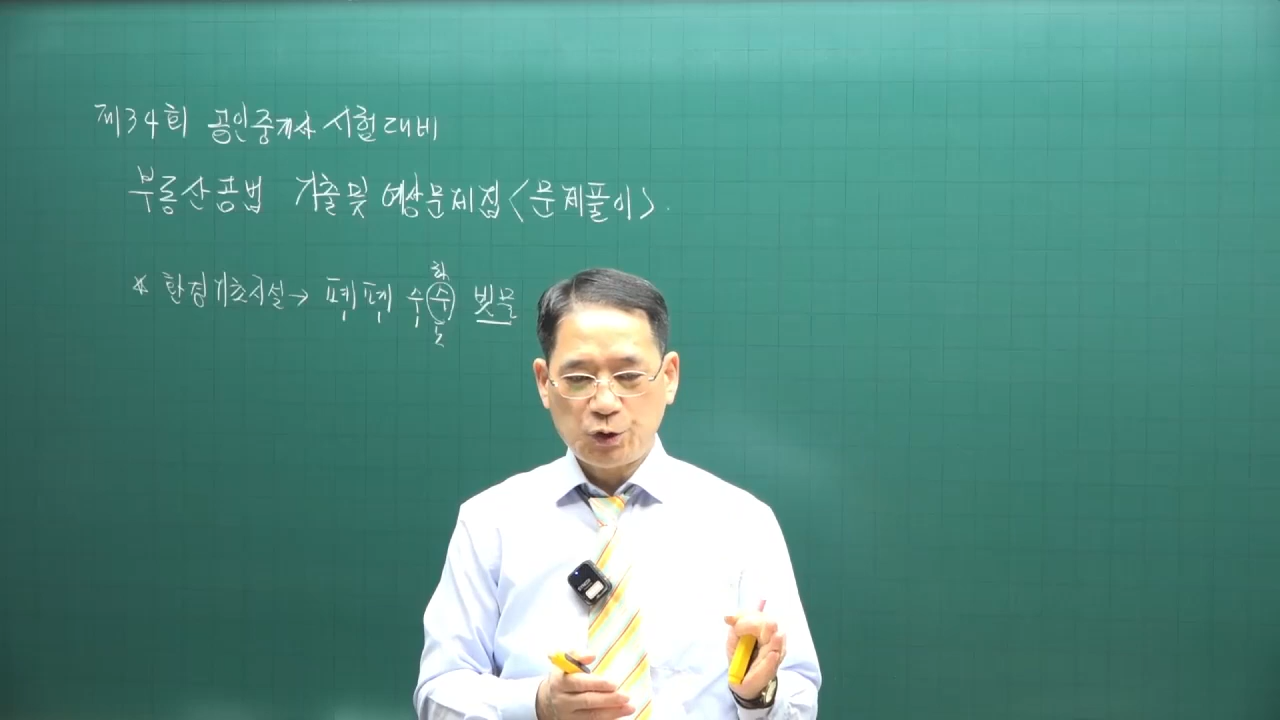 제34회 공인중개사 시험대비
부동산공법 기출및 예상문제집<문제풀이>.
화
* 환경기초시설→ 폐폐 수수 빗물
질